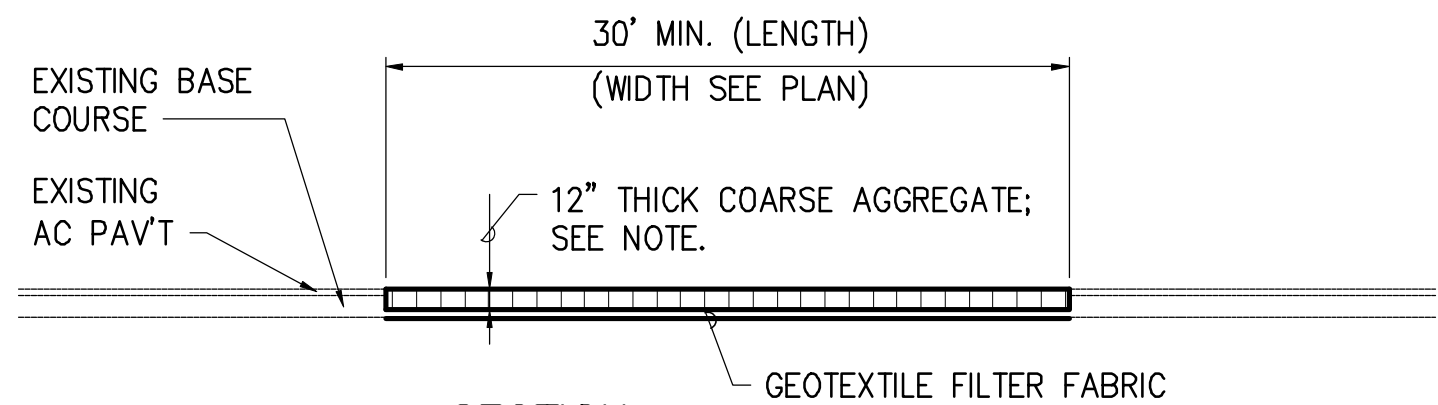 30' MIN. (LENGTH)
(WIDTH SEE PLAN)
EXISTING BASE
COURSE
EXISTING
AC PAV'T
12" THICK COARSE AGGREGATE;
SEE NOTE.
GEOTEXTILE FILTER FABRIC